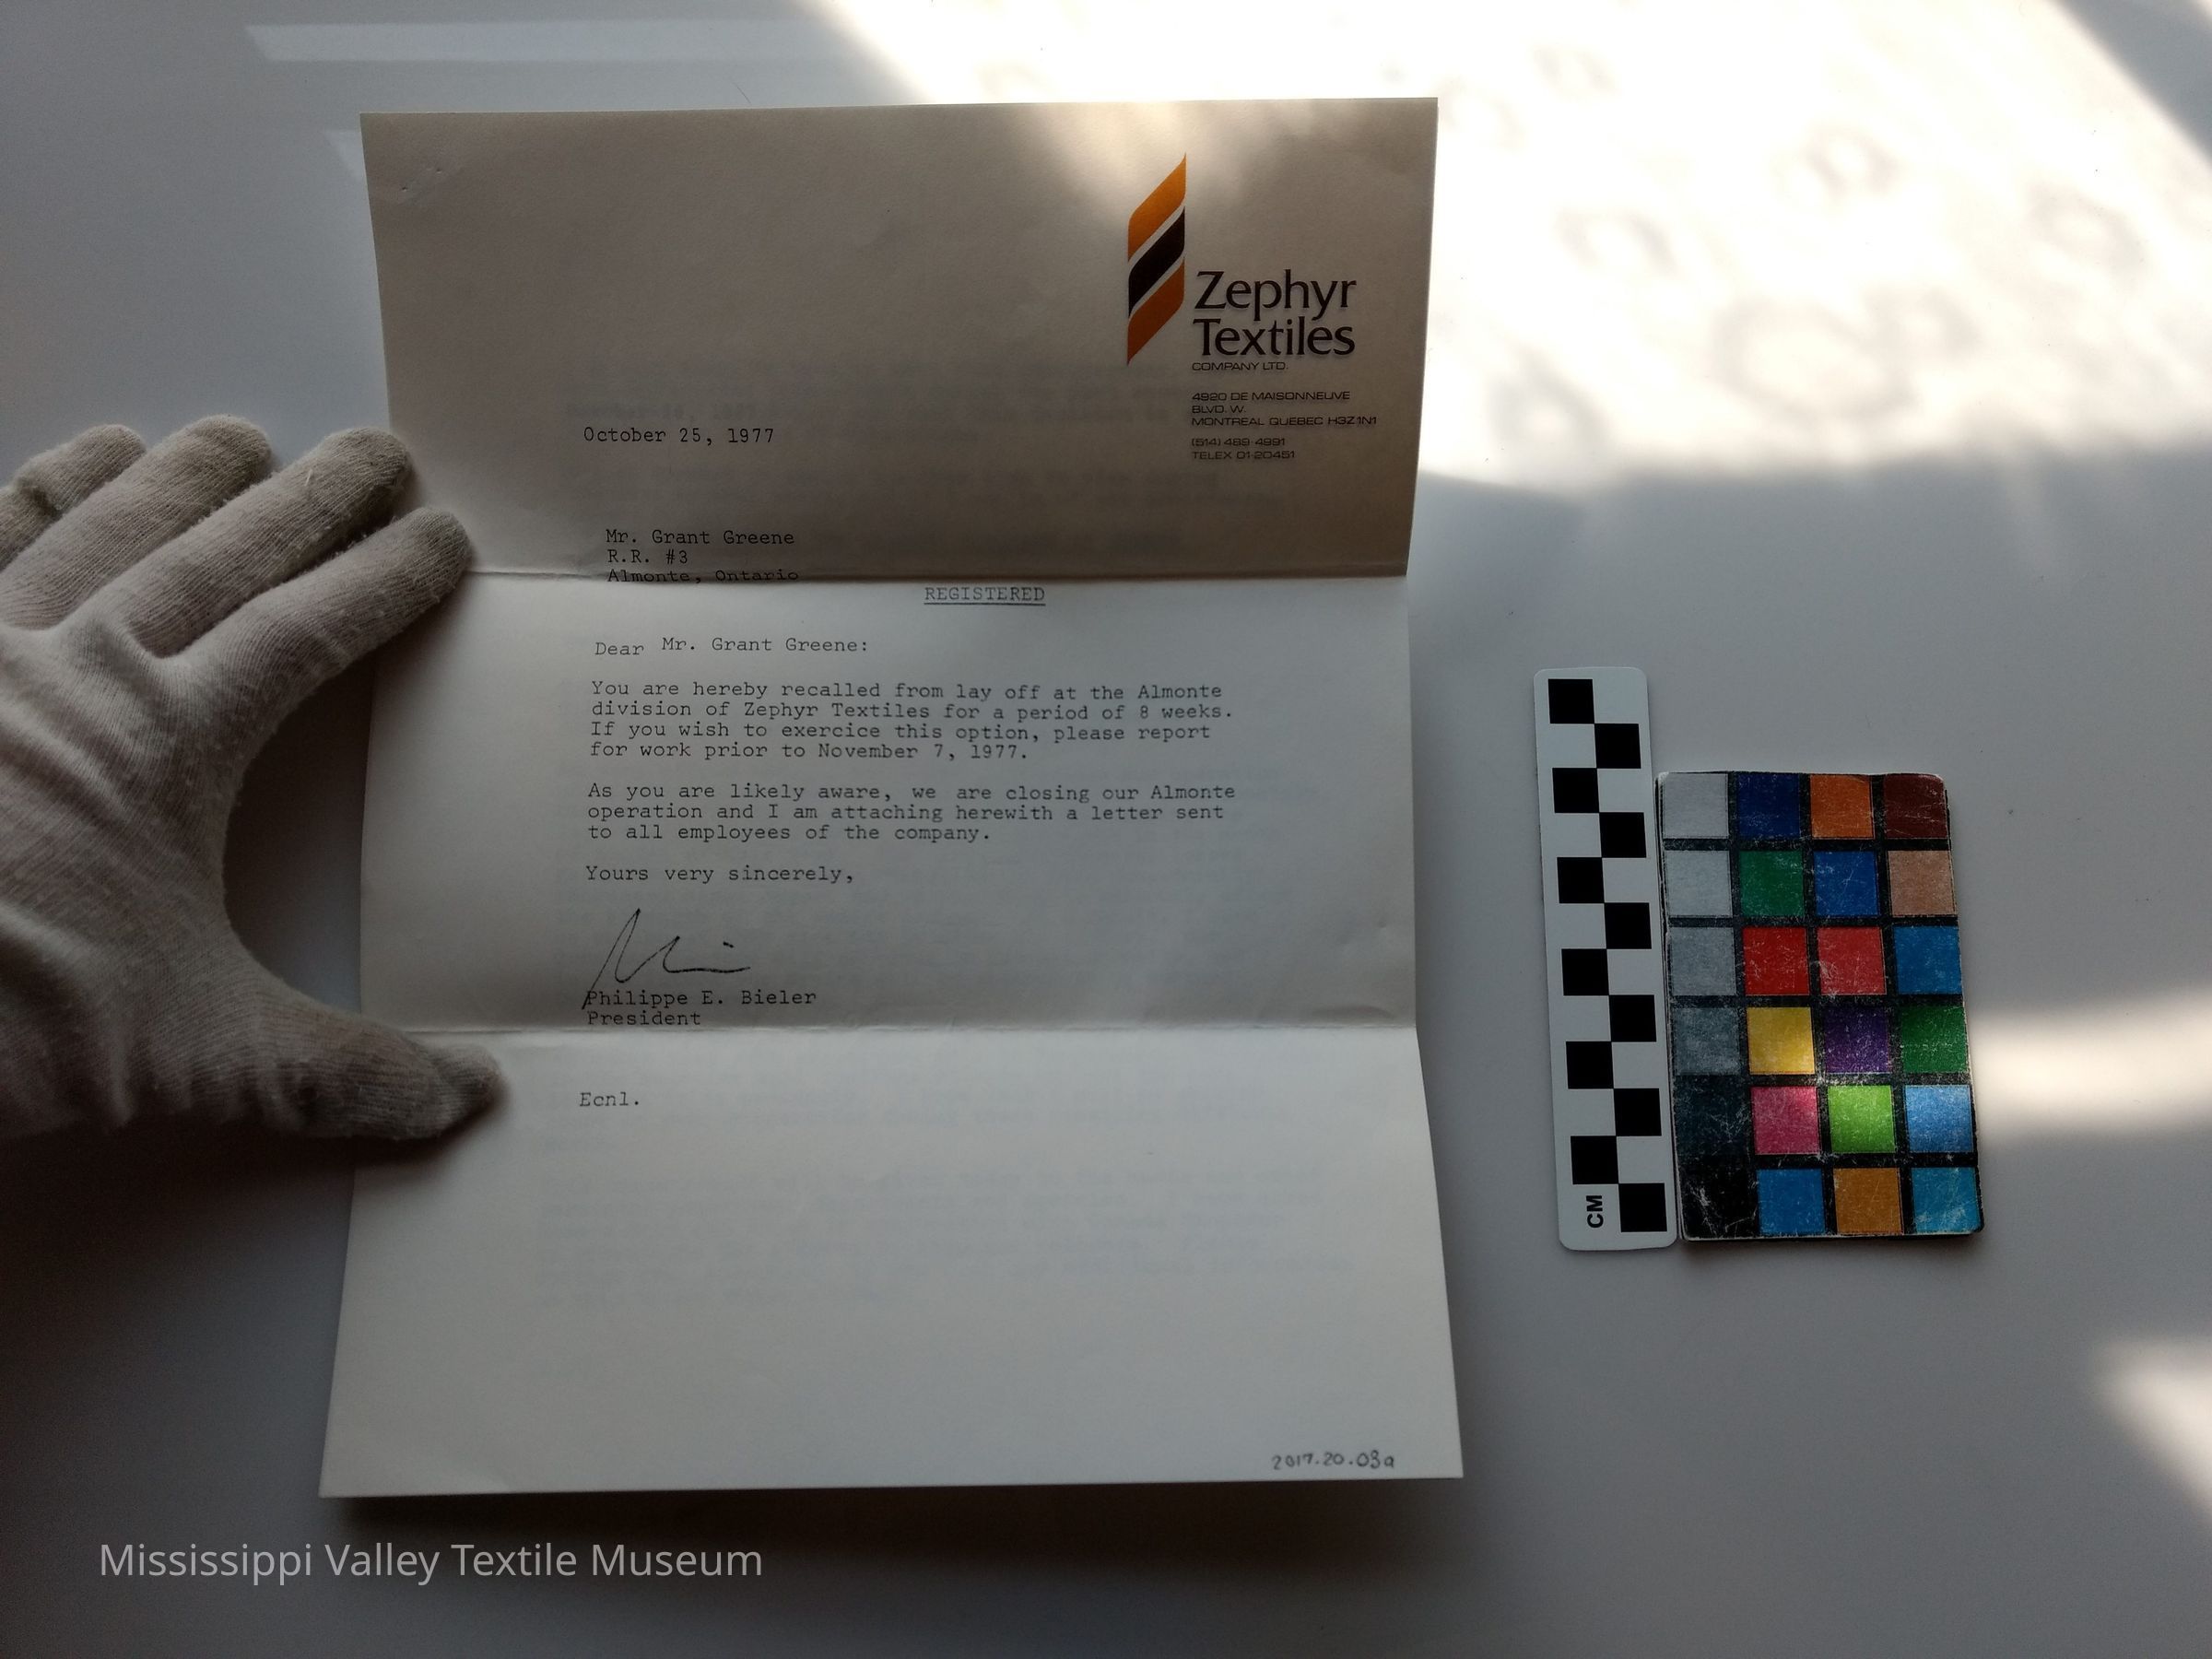 Zephyr
Textiles
COMPANY LTD.
4920 DE MAISONNEUVE
BLVD. W.
MONTREAL QUEBEC H3Z 1N1
(514) 489-4991
TELEX 01-20451
October 25, 1977
Mr. Grant Greene
R.R. #3
Almonte, Ontario
REGISTERED
Dear Mr. Grant Greene:
You are hereby recalled from lay off at the Almonte
division of Zephyr Textiles for a period of 8 weeks.
If you wish to exercice this option, please report
for work prior to November 7, 1977.
As you are likely aware, we are closing our Almonte
operation and I am attaching herewith a letter sent
to all employees of the company.
Yours very sincerely,
Philippe E. Bieler
President
Ecnl.
2017.20.03a
CM
Mississippi Valley Textile Museum